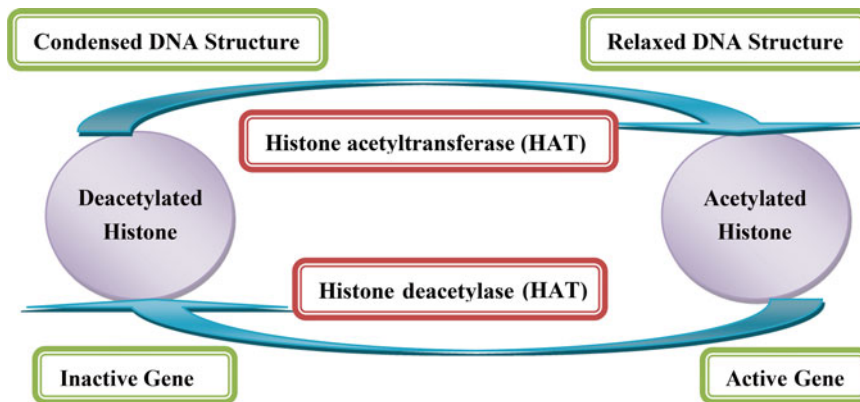 Condensed DNA Structure
Relaxed DNA Structure
Histone acetyltransferase (HAT)
Deacetylated
Histone
Acetylated
Histone
Histone deacetylase (HAT)
Inactive Gene
Active Gene